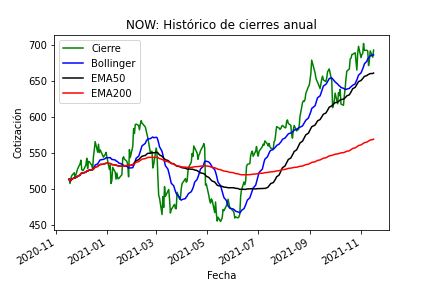 NOW: Histórico de cierres anual
Cierre
Bollinger
EMA50
EMA200
Cotización
700
650
600
550
500
450
2020-11
2021-01
2021-03
2021-05
2021-07
2021-09
2021-11
Fecha